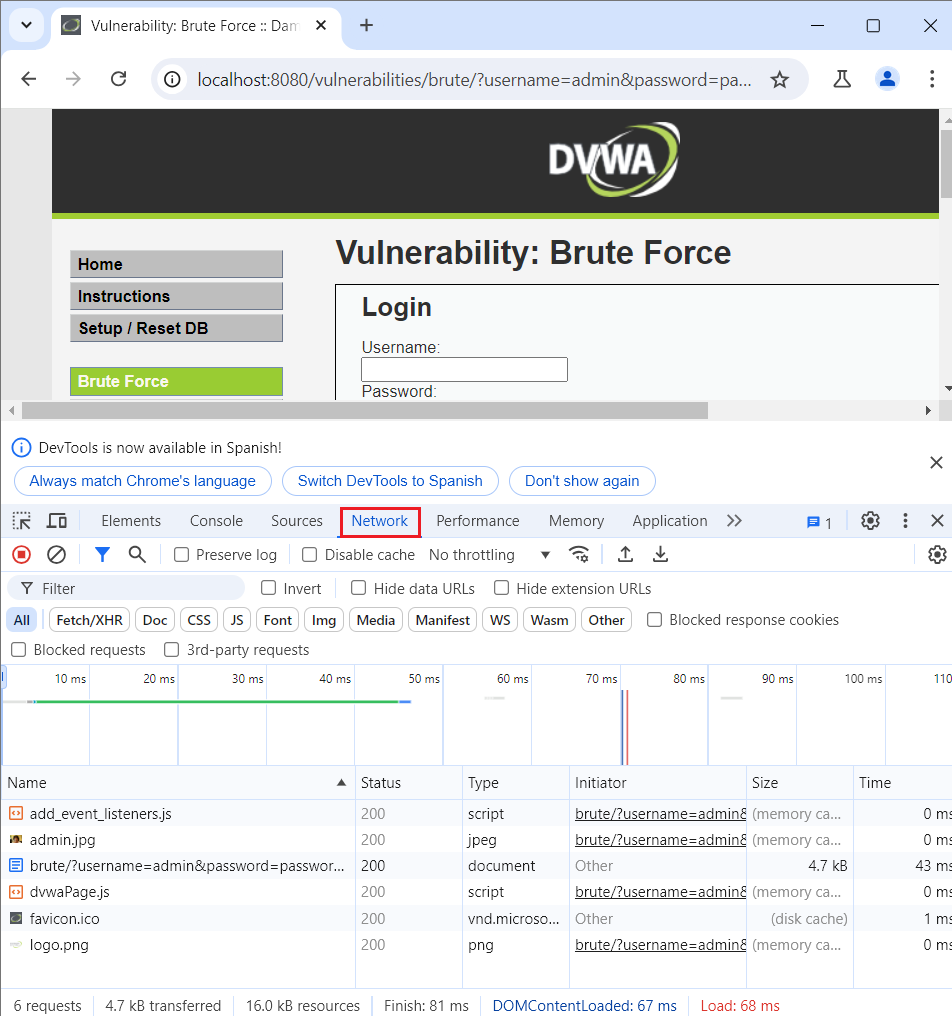 Vulnerability: Brute Force :: Dam
localhost:8080/vulnerabilities/brute/?username=admin&password=pa...
DVWA
Home
Instructions
Setup / Reset DB
Brute Force
Vulnerability: Brute Force
Login
Username:
Password:
DevTools is now available in Spanish!
Always match Chrome's language Switch DevTools to Spanish Don't show again
Elements Console Sources Network Performance Memory Application 1
Preserve log Disable cache No throttling
Filter Invert Hide data URLs Hide extension URLs
All Fetch/XHR Doc CSS JS Font Img Media Manifest WS Wasm Other Blocked response cookies
Blocked requests 3rd-party requests
10 ms 20 ms 30 ms 40 ms 50 ms 60 ms 70 ms 80 ms 90 ms 100 ms 110
Name Status Type Initiator Size Time
add_event_listeners.js 200 script brute/?username=admin& (memory ca... 0 ms
admin.jpg 200 jpeg brute/?username=admin& (memory ca... 0 ms
brute/?username=admin&password=passwor... 200 document Other 4.7 kB 43 ms
dvwaPage.js 200 script brute/?username=admin& (memory ca... 0 ms
favicon.ico 200 vnd.microso... Other (disk cache) 1 ms
logo.png 200 png brute/?username=admin& (memory ca... 0 ms
6 requests 4.7 kB transferred 16.0 kB resources Finish: 81 ms DOMContentLoaded: 67 ms Load: 68 ms